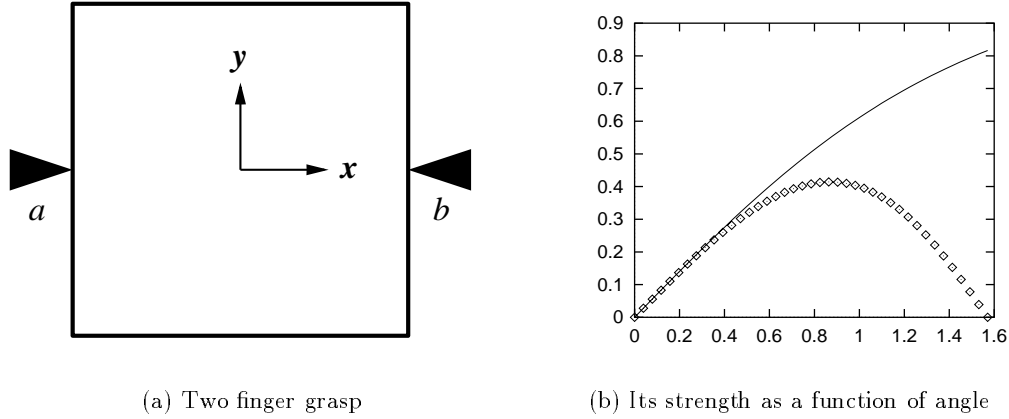 y
x
a
b
(a) Two finger grasp
0.9
0.8
0.7
0.6
0.5
0.4
0.3
0.2
0.1
0
0 0.2 0.4 0.6 0.8 1 1.2 1.4 1.6
(b) Its strength as a function of angle